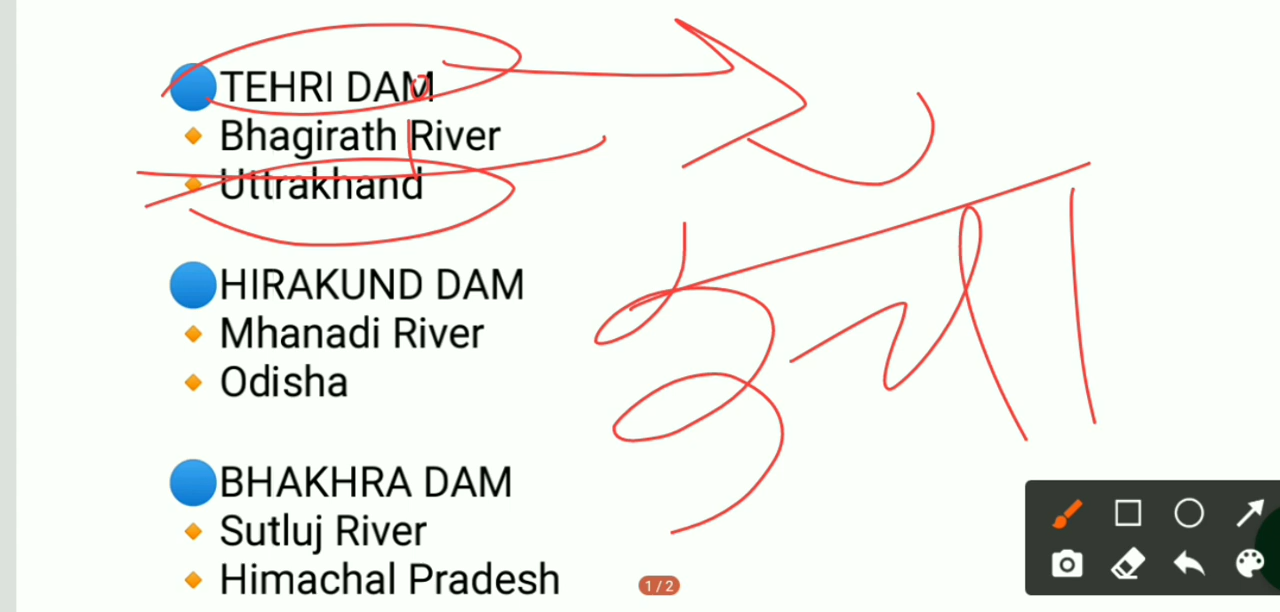 TEHRI DAM
Bhagirath River
Uttrakhand
HIRAKUND DAM
Mhanadi River
Odisha
BHAKHRA DAM
Sutluj River
Himachal Pradesh
1 / 2